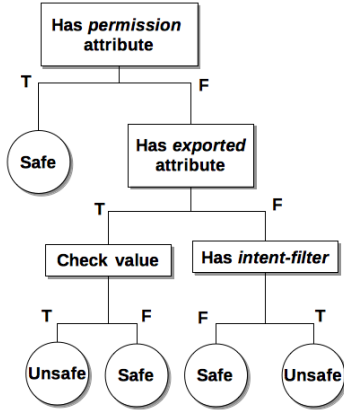 Has permission
attribute
T
F
Safe
Has exported
attribute
T
F
Check value
Has intent-filter
T
F
F
T
Unsafe
Safe
Safe
Unsafe